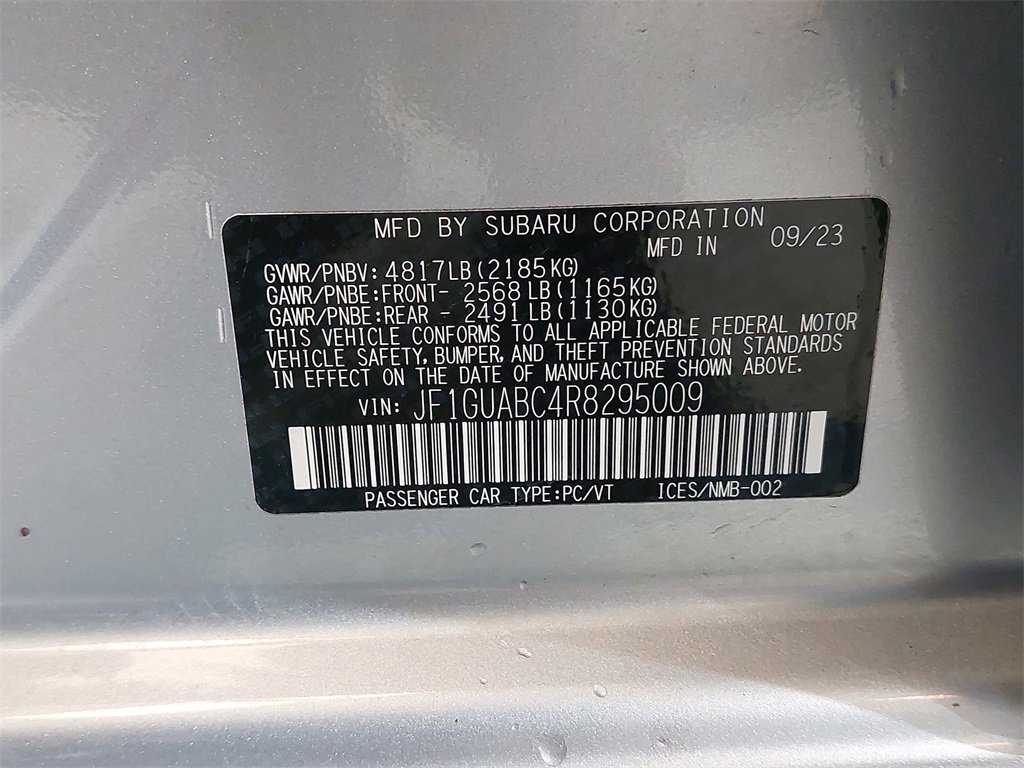 MFD BY SUBARU CORPORATION
MFD IN 09/23
GVWR/PNBV: 4817LB(2185KG)
GAWR/PNBE:FRONT- 2568 LB(1165KG)
GAWR/PNBE:REAR - 2491 LB(1130KG)
THIS VEHICLE CONFORMS TO ALL APPLICABLE FEDERAL MOTOR
VEHICLE SAFETY, BUMPER, AND THEFT PREVENTION STANDARDS
IN EFFECT ON THE DATE OF MANUFACTURE SHOWN ABOVE.
VIN: JF1GUABC4R8295009
PASSENGER CAR TYPE:PC/VT ICES/NMB-002